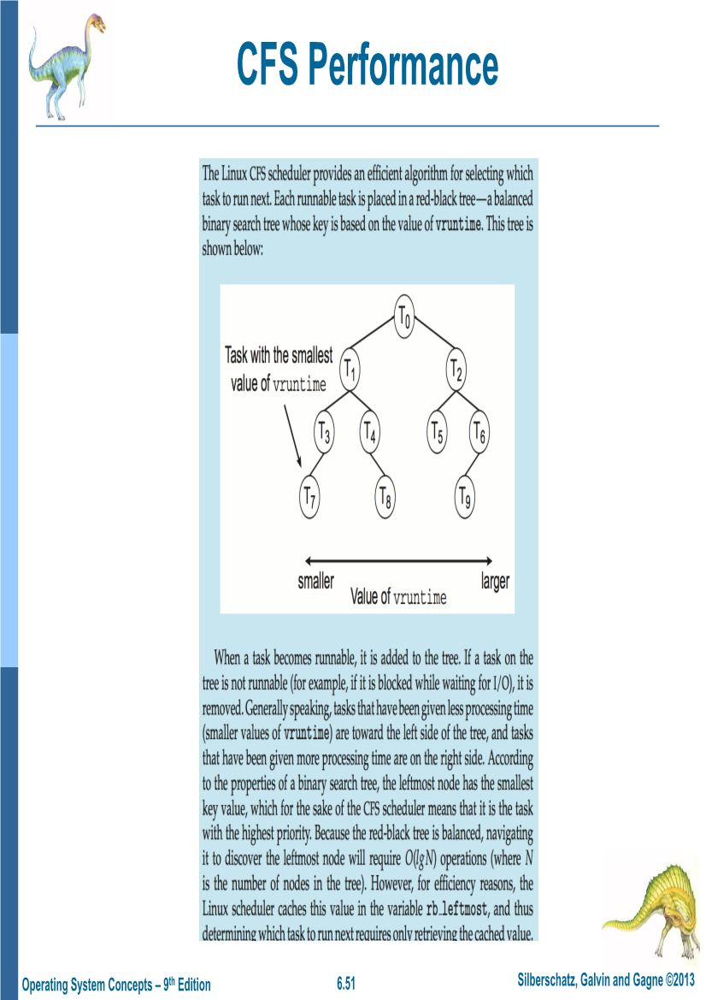 CFS Performance
The Linux CFS scheduler provides an efficient algorithm for selecting which
task to run next. Each runnable task is placed in a red-black tree—a balanced
binary search tree whose key is based on the value of vruntime. This tree is
shown below:
T0
Task with the smallest
value of vruntime
T1
T2
T3
T4
T5
T6
T7
T8
T9
smaller
larger
Value of vruntime
When a task becomes runnable, it is added to the tree. If a task on the
tree is not runnable (for example, if it is blocked while waiting for I/O), it is
removed. Generally speaking, tasks that have been given less processing time
(smaller values of vruntime) are toward the left side of the tree, and tasks
that have been given more processing time are on the right side. According
to the properties of a binary search tree, the leftmost node has the smallest
key value, which for the sake of the CFS scheduler means that it is the task
with the highest priority. Because the red-black tree is balanced, navigating
it to discover the leftmost node will require O(lgN) operations (where N
is the number of nodes in the tree). However, for efficiency reasons, the
Linux scheduler caches this value in the variable rb_leftmost, and thus
determining which task to run next requires only retrieving the cached value.
Operating System Concepts – 9th Edition
6.51
Silberschatz, Galvin and Gagne ©2013